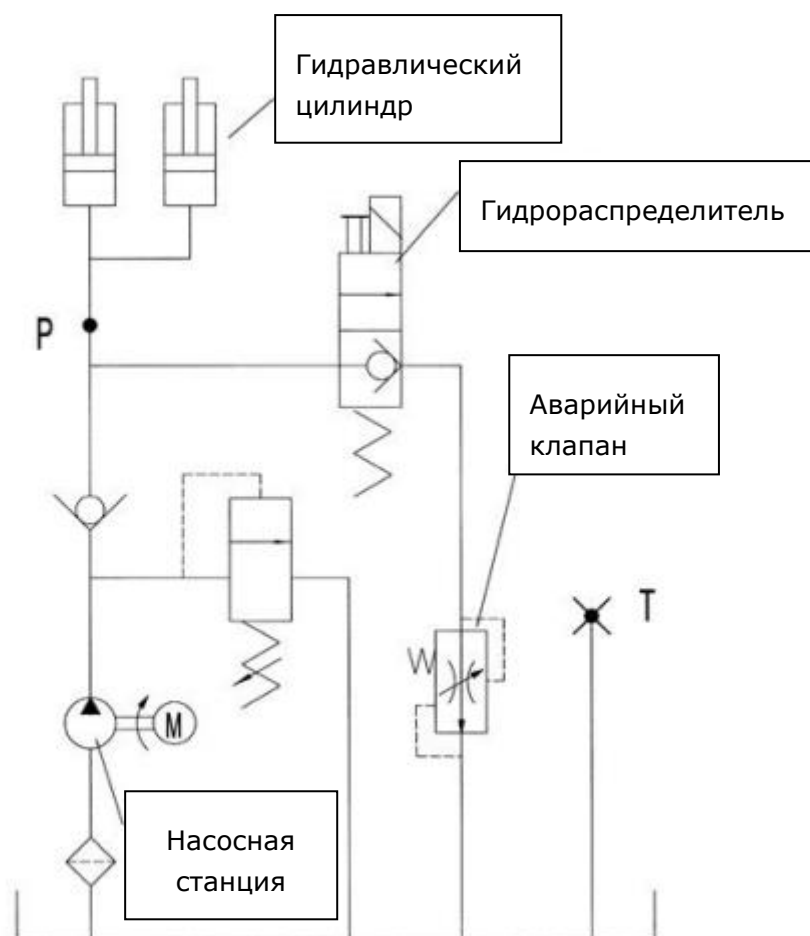 Гидравлический
цилиндр
Гидрораспределитель
P
Аварийный
клапан
T
W
M
Насосная
станция